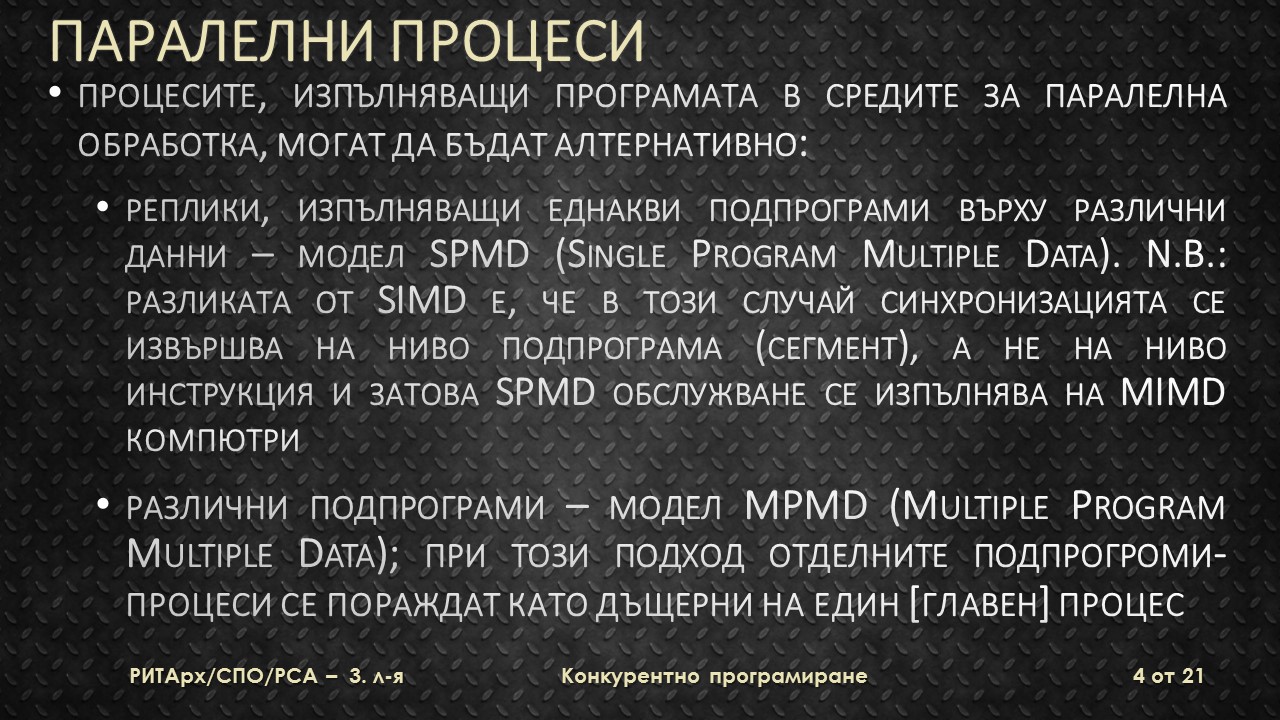 ПАРАЛЕЛНИ ПРОЦЕСИ
• ПРОЦЕСИТЕ, ИЗПЪЛНЯВАЩИ ПРОГРАМАТА В СРЕДИТЕ ЗА ПАРАЛЕЛНА
ОБРАБОТКА, МОГАТ ДА БЪДАТ АЛТЕРНАТИВНО:
• РЕПЛИКИ, ИЗПЪЛНЯВАЩИ ЕДНАКВИ ПОДПРОГРАМИ ВЪРХУ РАЗЛИЧНИ
ДАННИ – МОДЕЛ SPMD (SINGLE PROGRAM MULTIPLE DATA). N.B.:
РАЗЛИКАТА ОТ SIMD Е, ЧЕ В ТОЗИ СЛУЧАЙ СИНХРОНИЗАЦИЯТА СЕ
ИЗВЪРШВА НА НИВО ПОДПРОГРАМА (СЕГМЕНТ), А НЕ НА НИВО
ИНСТРУКЦИЯ И ЗАТОВА SPMD ОБСЛУЖВАНЕ СЕ ИЗПЪЛНЯВА НА MIMD
КОМПЮТРИ
• РАЗЛИЧНИ ПОДПРОГРАМИ – МОДЕЛ MPMD (MULTIPLE PROGRAM
MULTIPLE DATA); ПРИ ТОЗИ ПОДХОД ОТДЕЛНИТЕ ПОДПРОГРОМИ-
ПРОЦЕСИ СЕ ПОРАЖДАТ КАТО ДЪЩЕРНИ НА ЕДИН [ГЛАВЕН] ПРОЦЕС
РИТАрх/СПО/РСА – 3. л-я Конкурентно програмиране 4 от 21